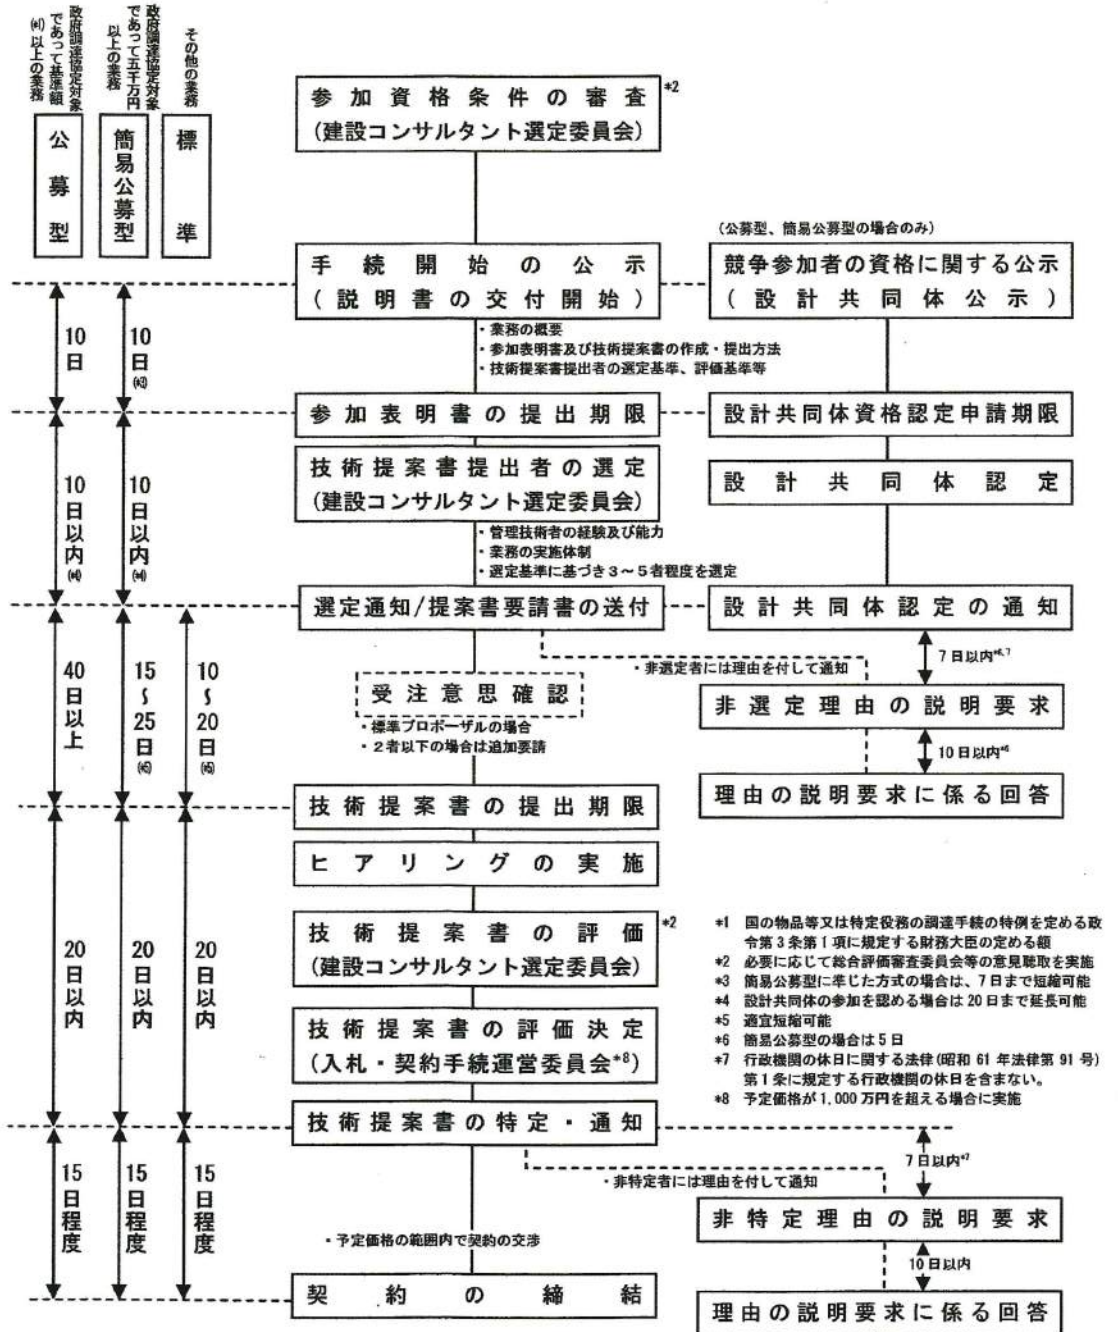 政府調達協定対象
であって基準額
(*1)以上の業務
公募型
政府調達協定対象
であって五千万円
以上の業務
簡易公募型
その他の業務
標準
参加資格条件の審査 *2
(建設コンサルタント選定委員会)
(公募型、簡易公募型の場合のみ)
手続開始の公示
(説明書の交付開始)
競争参加者の資格に関する公示
(設計共同体公示)
10日
10日(*3)
・業務の概要
・参加表明書及び技術提案書の作成・提出方法
・技術提案書提出者の選定基準、評価基準等
参加表明書の提出期限
設計共同体資格認定申請期限
10日以内(*4)
10日以内(*4)
技術提案書提出者の選定
(建設コンサルタント選定委員会)
設計共同体認定
・管理技術者の経験及び能力
・業務の実施体制
・選定基準に基づき3～5者程度を選定
選定通知/提案書要請書の送付
設計共同体認定の通知
40日以上
15～25日(*5)
10～20日(*5)
・非選定者には理由を付して通知
7日以内*6,7
受注意思確認
・標準プロポーザルの場合
・2者以下の場合は追加要請
非選定理由の説明要求
10日以内*6
理由の説明要求に係る回答
技術提案書の提出期限
ヒアリングの実施
20日以内
20日以内
20日以内
技術提案書の評価 *2
(建設コンサルタント選定委員会)
技術提案書の評価決定
(入札・契約手続運営委員会*8)
*1 国の物品等又は特定役務の調達手続の特例を定める政
令第3条第1項に規定する財務大臣の定める額
*2 必要に応じて総合評価審査委員会等の意見聴取を実施
*3 簡易公募型に準じた方式の場合は、7日まで短縮可能
*4 設計共同体の参加を認める場合は20日まで延長可能
*5 適宜短縮可能
*6 簡易公募型の場合は5日
*7 行政機関の休日に関する法律(昭和61年法律第91号)
第1条に規定する行政機関の休日を含まない。
*8 予定価格が1,000万円を超える場合に実施
技術提案書の特定・通知
15日程度
15日程度
15日程度
・非特定者には理由を付して通知
7日以内*7
非特定理由の説明要求
10日以内
・予定価格の範囲内で契約の交渉
契約の締結
理由の説明要求に係る回答